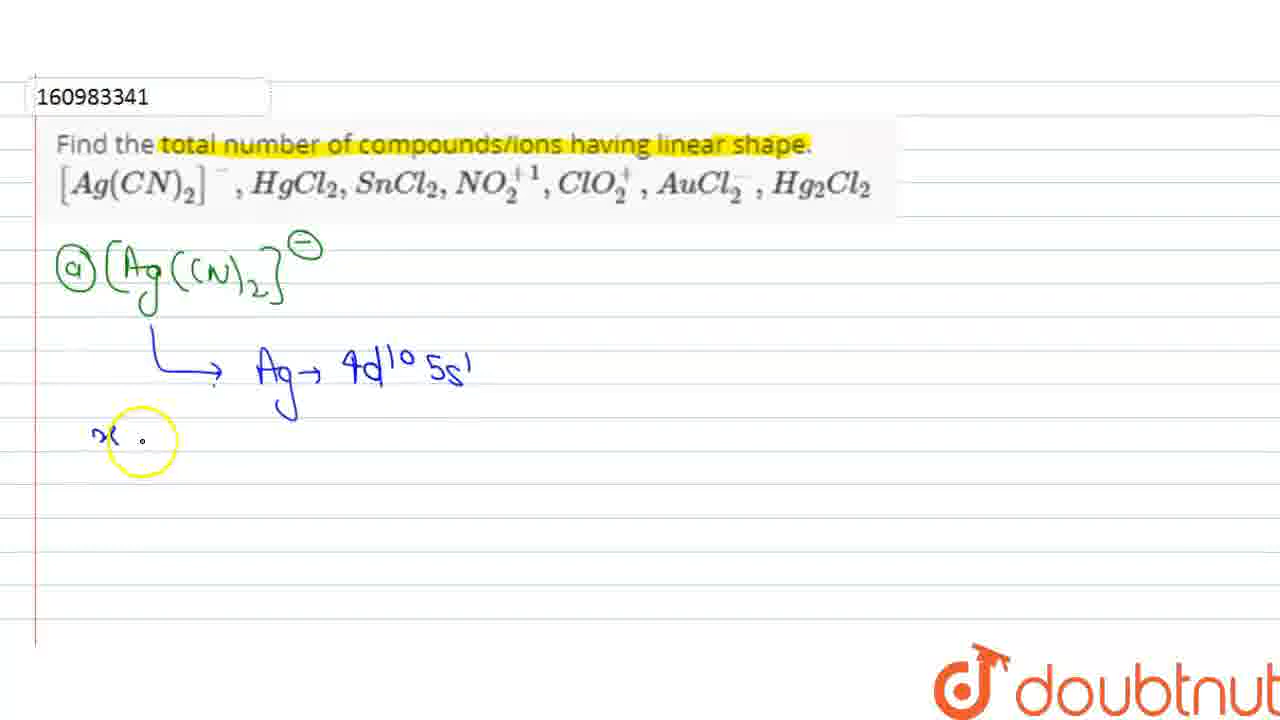 160983341
Find the total number of compounds/ions having linear shape.
[Ag(CN)₂]⁻, HgCl₂, SnCl₂, NO₂⁺¹, ClO₂⁺, AuCl₂⁻, Hg₂Cl₂
ⓐ [Ag(CN)₂]⊖
Ag → 4d¹⁰ 5s¹
x
doubtnut